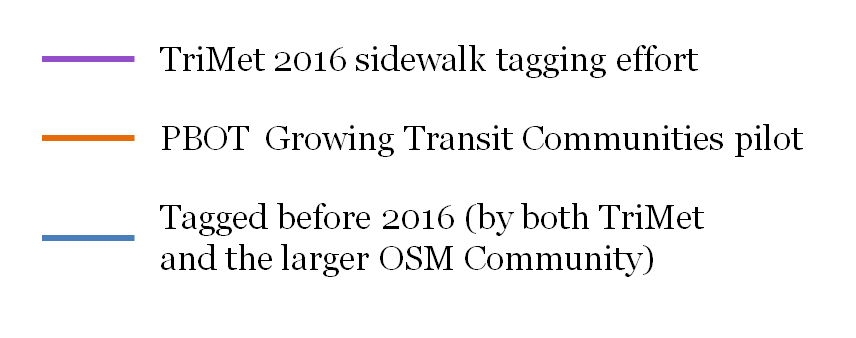 TriMet 2016 sidewalk tagging effort
PBOT  Growing Transit Communities pilot
Tagged before 2016 (by both TriMet
and the larger OSM Community)